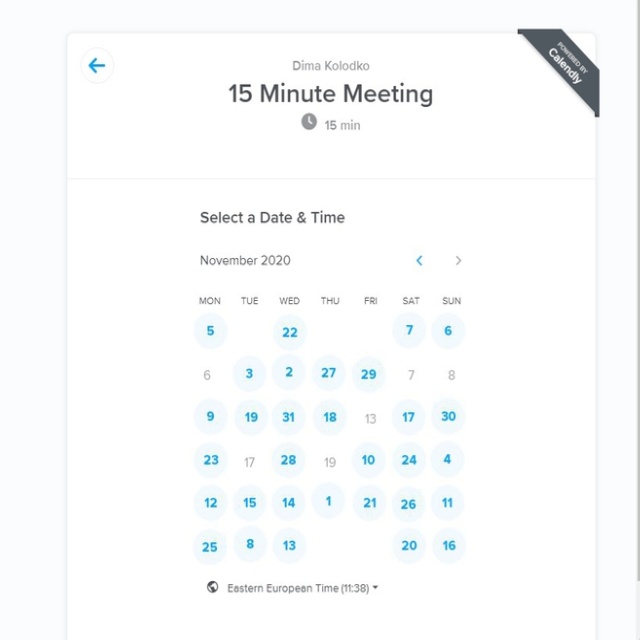 POWERED BY
Calendly
Dima Kolodko
15 Minute Meeting
15 min
Select a Date & Time
November 2020
MON TUE WED THU FRI SAT SUN
5 22 7 6
6 3 2 27 29 7 8
9 19 31 18 13 17 30
23 17 28 19 10 24 4
12 15 14 1 21 26 11
25 8 13 20 16
Eastern European Time (11:38)